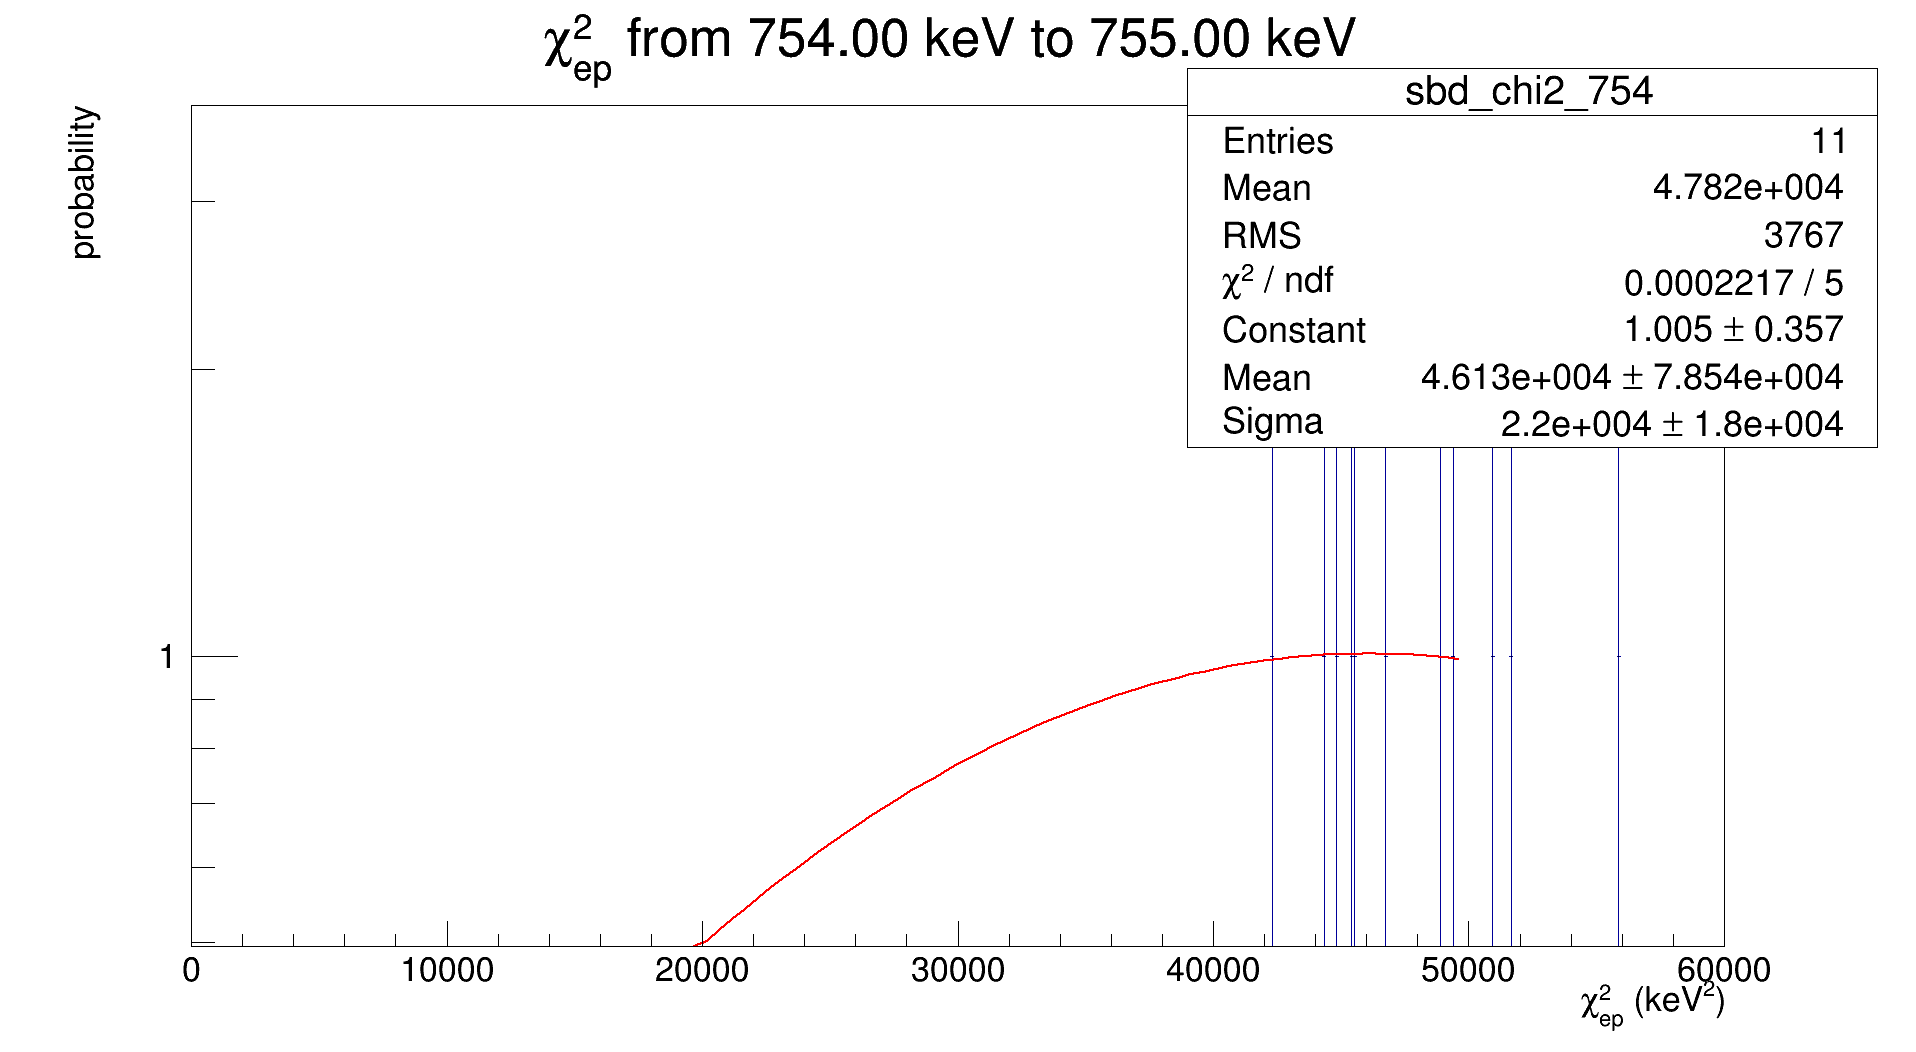 χ²ep from 754.00 keV to 755.00 keV
probability
sbd_chi2_754
Entries 11
Mean 4.782e+004
RMS 3767
χ² / ndf 0.0002217 / 5
Constant 1.005 ± 0.357
Mean 4.613e+004 ± 7.854e+004
Sigma 2.2e+004 ± 1.8e+004
1
0 10000 20000 30000 40000 50000 60000
χ²ep (keV²)